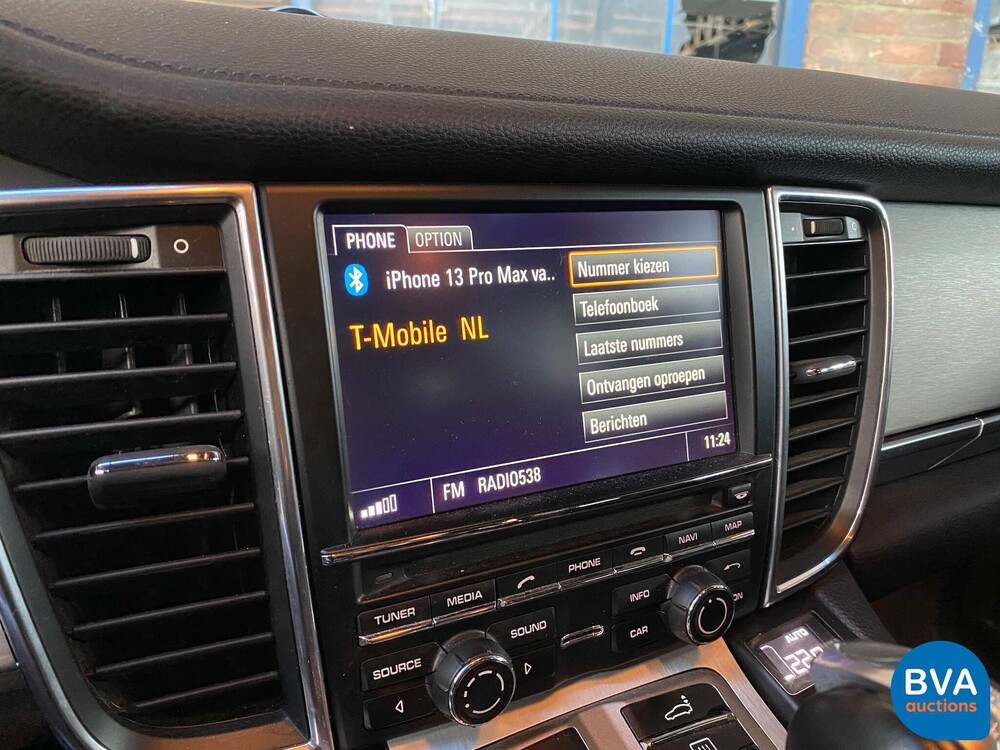 PHONE OPTION
iPhone 13 Pro Max va..
T-Mobile NL
Nummer kiezen
Telefoonboek
Laatste nummers
Ontvangen oproepen
Berichten
11:24
FM RADIO538
TUNER MEDIA PHONE NAVI MAP
SOURCE SOUND INFO
CAR
AUTO
BVA
auctions